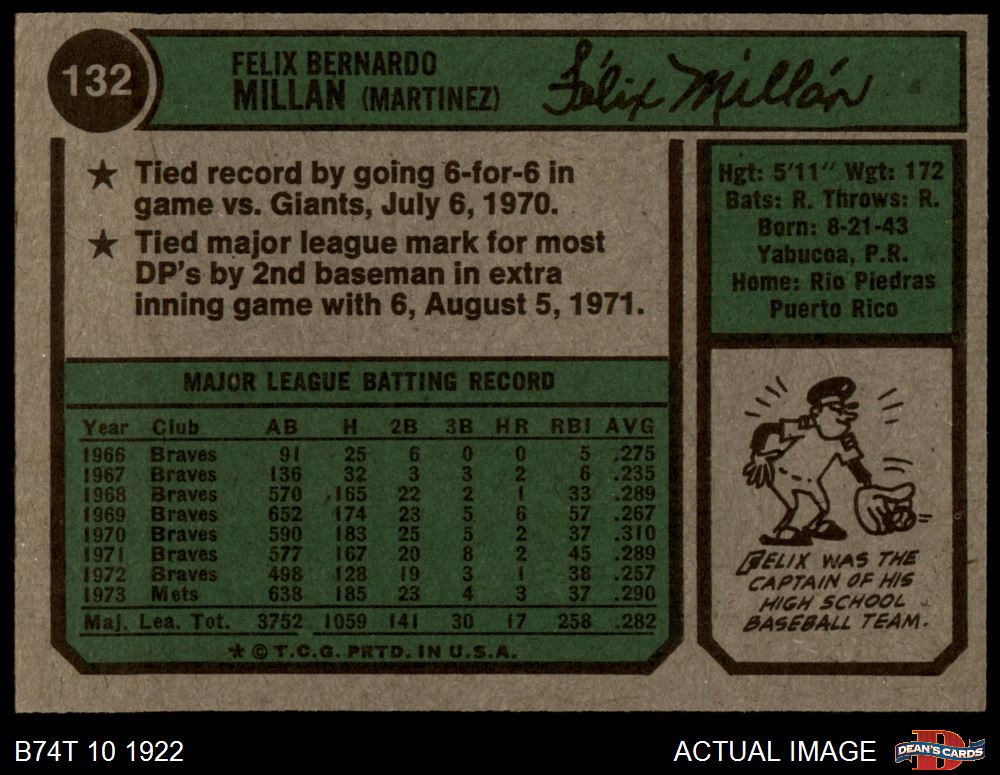 132
FELIX BERNARDO
MILLAN (MARTINEZ)
Félix Millán
★ Tied record by going 6-for-6 in
game vs. Giants, July 6, 1970.
★ Tied major league mark for most
DP's by 2nd baseman in extra
inning game with 6, August 5, 1971.
Hgt: 5'11" Wgt: 172
Bats: R. Throws: R.
Born: 8-21-43
Yabucoa, P.R.
Home: Rio Piedras
Puerto Rico
MAJOR LEAGUE BATTING RECORD
Year Club AB H 2B 3B HR RBI AVG
1966 Braves 91 25 6 0 0 5 .275
1967 Braves 136 32 3 3 2 6 .235
1968 Braves 570 165 22 2 1 33 .289
1969 Braves 652 174 23 5 6 57 .267
1970 Braves 590 183 25 5 2 37 .310
1971 Braves 577 167 20 8 2 45 .289
1972 Braves 498 128 19 3 1 38 .257
1973 Mets 638 185 23 4 3 37 .290
Maj. Lea. Tot. 3752 1059 141 30 17 258 .282
★ © T.C.G. PRTD. IN U.S.A.
FELIX WAS THE
CAPTAIN OF HIS
HIGH SCHOOL
BASEBALL TEAM.
B74T 10 1922
ACTUAL IMAGE
DEAN'S CARDS